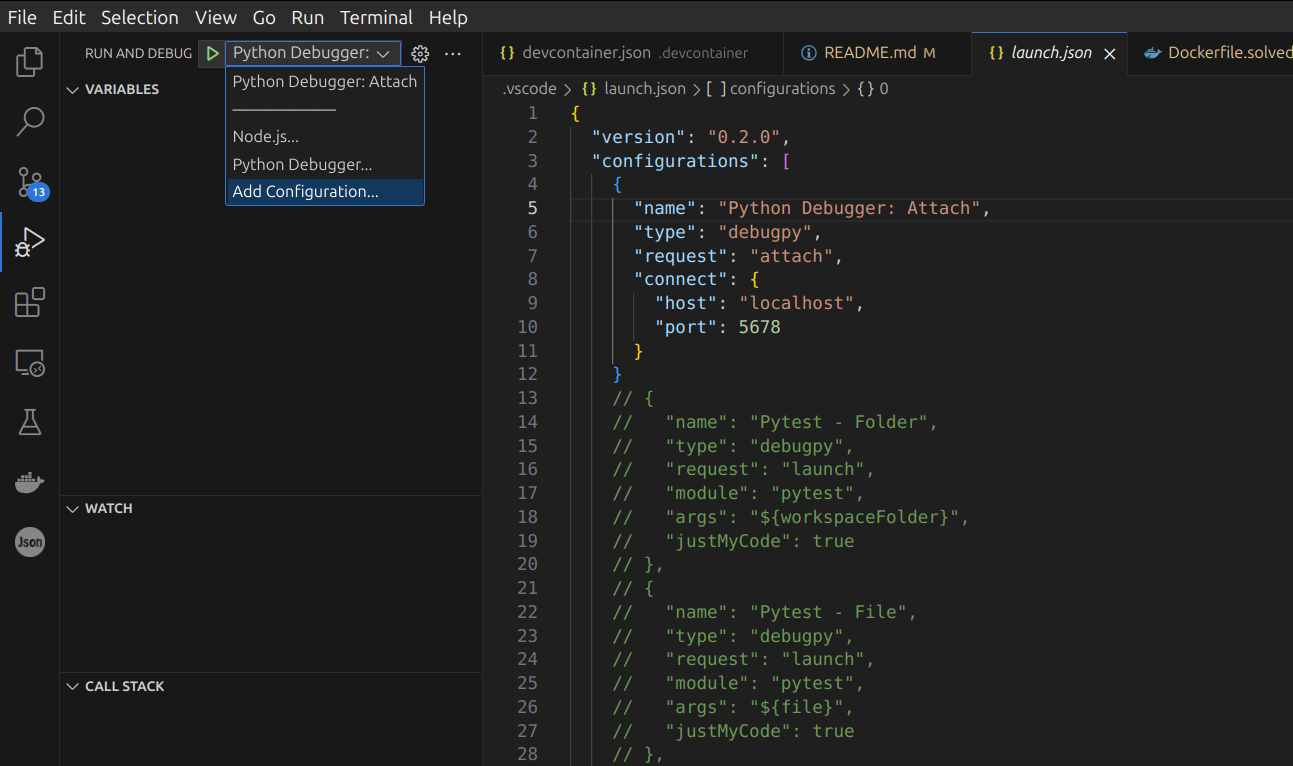 File Edit Selection View Go Run Terminal Help
RUN AND DEBUG Python Debugger:
Python Debugger: Attach
Node.js...
Python Debugger...
Add Configuration...
VARIABLES
WATCH
CALL STACK
13
Json
{} devcontainer.json .devcontainer README.md M {} launch.json Dockerfile.solved
.vscode > {} launch.json > [ ] configurations > {} 0
1 {
2 "version": "0.2.0",
3 "configurations": [
4 {
5 "name": "Python Debugger: Attach",
6 "type": "debugpy",
7 "request": "attach",
8 "connect": {
9 "host": "localhost",
10 "port": 5678
11 }
12 }
13 // {
14 //   "name": "Pytest - Folder",
15 //   "type": "debugpy",
16 //   "request": "launch",
17 //   "module": "pytest",
18 //   "args": "${workspaceFolder}",
19 //   "justMyCode": true
20 // },
21 // {
22 //   "name": "Pytest - File",
23 //   "type": "debugpy",
24 //   "request": "launch",
25 //   "module": "pytest",
26 //   "args": "${file}",
27 //   "justMyCode": true
28 // },